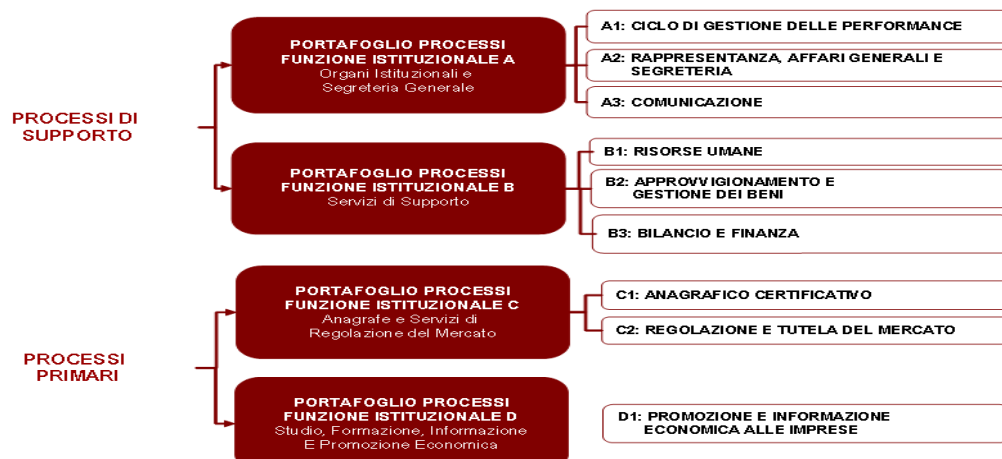 PROCESSI DI
SUPPORTO
PORTAFOGLIO PROCESSI
FUNZIONE ISTITUZIONALE A
Organi Istituzionali e
Segreteria Generale
A1: CICLO DI GESTIONE DELLE PERFORMANCE
A2: RAPPRESENTANZA, AFFARI GENERALI E
SEGRETERIA
A3: COMUNICAZIONE
PORTAFOGLIO PROCESSI
FUNZIONE ISTITUZIONALE B
Servizi di Supporto
B1: RISORSE UMANE
B2: APPROVVIGIONAMENTO E
GESTIONE DEI BENI
B3: BILANCIO E FINANZA
PROCESSI
PRIMARI
PORTAFOGLIO PROCESSI
FUNZIONE ISTITUZIONALE C
Anagrafe e Servizi di
Regolazione del Mercato
C1: ANAGRAFICO CERTIFICATIVO
C2: REGOLAZIONE E TUTELA DEL MERCATO
PORTAFOGLIO PROCESSI
FUNZIONE ISTITUZIONALE D
Studio, Formazione, Informazione
E Promozione Economica
D1: PROMOZIONE E INFORMAZIONE
ECONOMICA ALLE IMPRESE